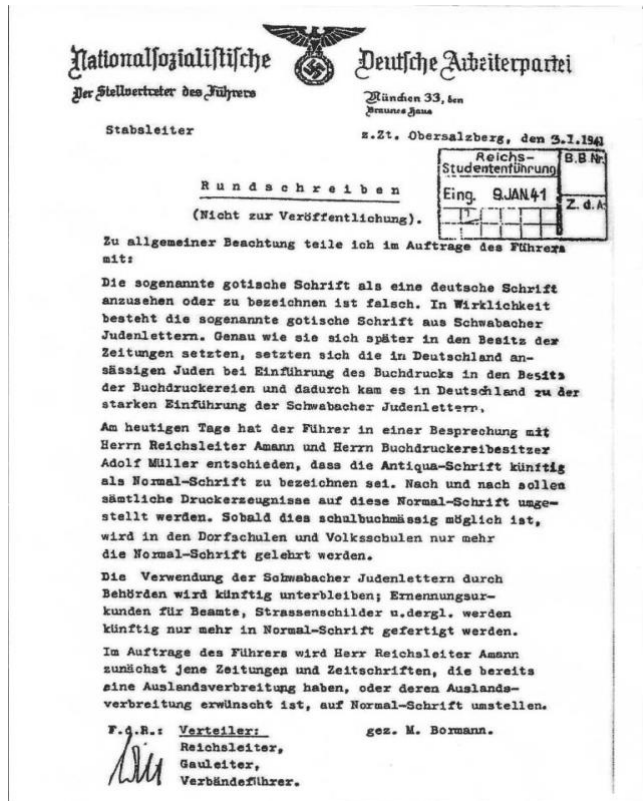 Nationalsozialistische Deutsche Arbeiterpartei
Der Stellvertreter des Führers
München 33, den
Braunes Haus
Stabsleiter
z.Zt. Obersalzberg, den 3.1.1941
Reichs-
Studentenführung
Eing. 9.JAN.41
B.B.Nr.
Z. d. A.
Rundschreiben
(Nicht zur Veröffentlichung).
Zu allgemeiner Beachtung teile ich im Auftrage des Führers
mit:
Die sogenannte gotische Schrift als eine deutsche Schrift
anzusehen oder zu bezeichnen ist falsch. In Wirklichkeit
besteht die sogenannte gotische Schrift aus Schwabacher
Judenlettern. Genau wie sie sich später in den Besitz der
Zeitungen setzten, setzten sich die in Deutschland an-
sässigen Juden bei Einführung des Buchdrucks in den Besitz
der Buchdruckereien und dadurch kam es in Deutschland zu der
starken Einführung der Schwabacher Judenlettern.
Am heutigen Tage hat der Führer in einer Besprechung mit
Herrn Reichsleiter Amann und Herrn Buchdruckereibesitzer
Adolf Müller entschieden, dass die Antiqua-Schrift künftig
als Normal-Schrift zu bezeichnen sei. Nach und nach sollen
sämtliche Druckerzeugnisse auf diese Normal-Schrift umge-
stellt werden. Sobald dies schulbuchmässig möglich ist,
wird in den Dorfschulen und Volksschulen nur mehr
die Normal-Schrift gelehrt werden.
Die Verwendung der Schwabacher Judenlettern durch
Behörden wird künftig unterbleiben; Ernennungsur-
kunden für Beamte, Strassenschilder u.dergl. werden
künftig nur mehr in Normal-Schrift gefertigt werden.
Im Auftrage des Führers wird Herr Reichsleiter Amann
zunächst jene Zeitungen und Zeitschriften, die bereits
eine Auslandsverbreitung haben, oder deren Auslands-
verbreitung erwünscht ist, auf Normal-Schrift umstellen.
F.d.R.: Verteiler: gez. M. Bormann.
Reichsleiter,
Gauleiter,
Verbändeführer.